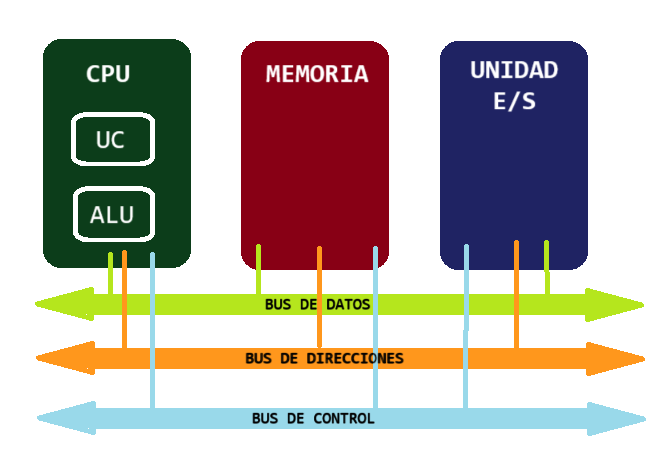 CPU
UC
ALU
MEMORIA
UNIDAD
E/S
BUS DE DATOS
BUS DE DIRECCIONES
BUS DE CONTROL